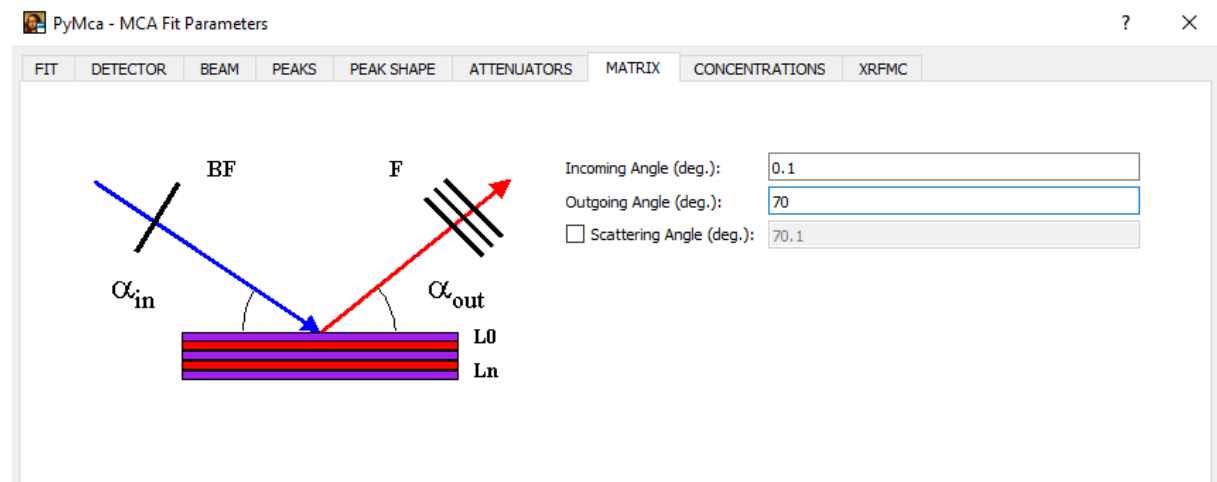 PyMca - MCA Fit Parameters ? ×
FIT DETECTOR BEAM PEAKS PEAK SHAPE ATTENUATORS MATRIX CONCENTRATIONS XRFMC
BF F
Incoming Angle (deg.): 0.1
Outgoing Angle (deg.): 70
Scattering Angle (deg.): 70.1
αin αout
L0
Ln